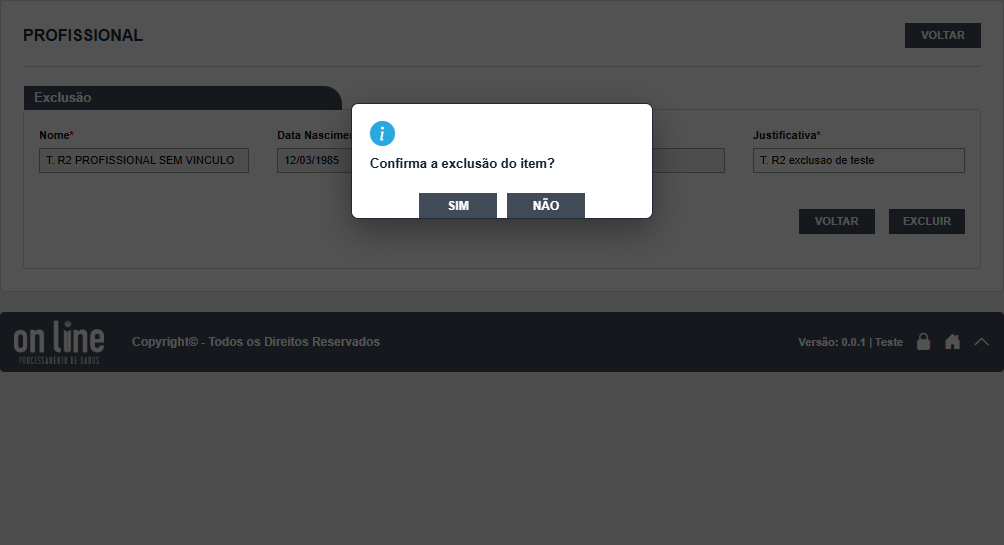 PROFISSIONAL
VOLTAR
Exclusão
Nome*
Data Nascimen
Justificativa*
T. R2 PROFISSIONAL SEM VINCULO
12/03/1985
T. R2 exclusao de teste
i
Confirma a exclusão do item?
SIM
NÃO
VOLTAR
EXCLUIR
on line
PROCESSAMENTO DE DADOS
Copyright© - Todos os Direitos Reservados
Versão: 0.0.1 | Teste